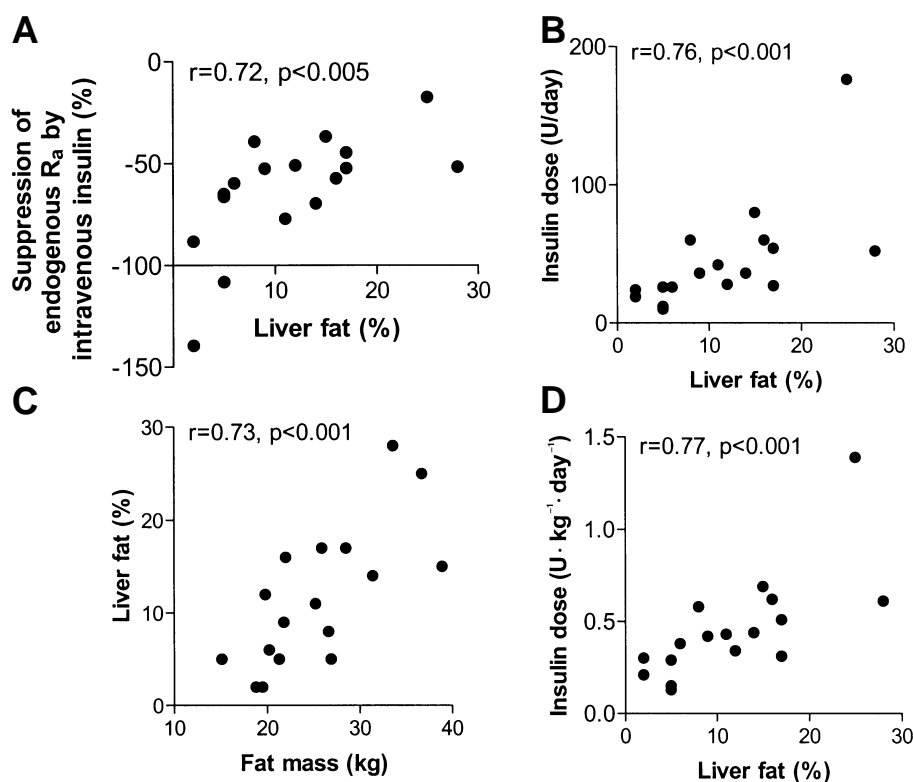 A
Suppression of
endogenous Ra by
intravenous insulin (%)
r=0.72, p<0.005
0
-50
-100
-150
10
20
30
Liver fat (%)
B
Insulin dose (U/day)
r=0.76, p<0.001
200
100
0
0
10
20
30
Liver fat (%)
C
Liver fat (%)
r=0.73, p<0.001
30
20
10
0
10
20
30
40
Fat mass (kg)
D
Insulin dose (U· kg⁻¹· day⁻¹)
r=0.77, p<0.001
1.5
1.0
0.5
0.0
0
10
20
30
Liver fat (%)